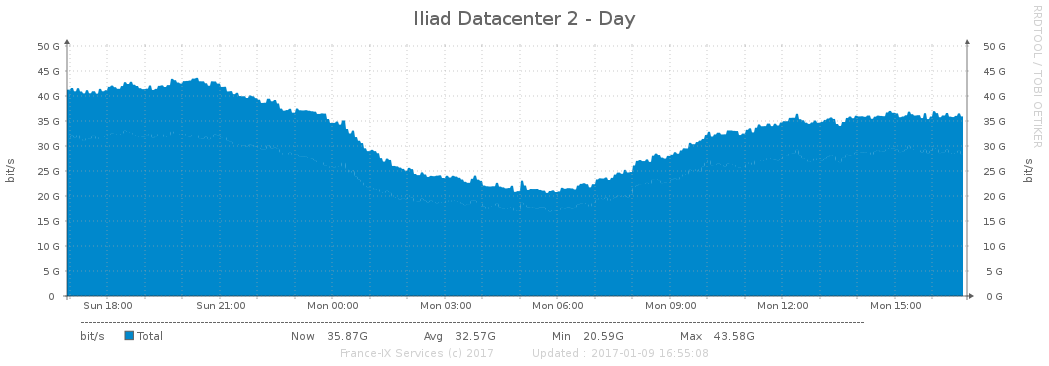 Iliad Datacenter 2 - Day
RRDTOOL / TOBI OETIKER
50 G 50 G
45 G 45 G
40 G 40 G
35 G 35 G
30 G 30 G
25 G 25 G
20 G 20 G
15 G 15 G
10 G 10 G
5 G 5 G
0 0 G
bit/s bit/s
Sun 18:00 Sun 21:00 Mon 00:00 Mon 03:00 Mon 06:00 Mon 09:00 Mon 12:00 Mon 15:00
bit/s Total Now 35.87G Avg 32.57G Min 20.59G Max 43.58G
France-IX Services (c) 2017 Updated : 2017-01-09 16:55:08